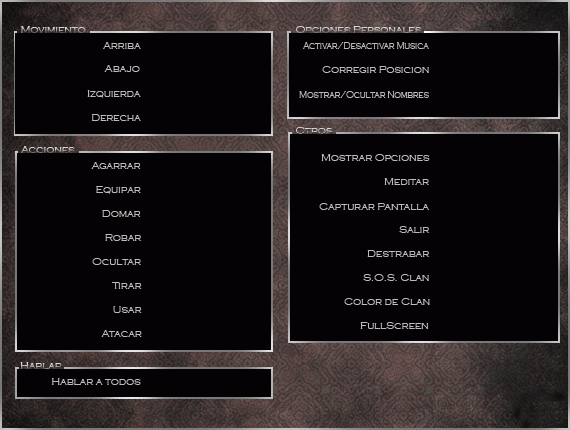 Movimiento
Arriba
Abajo
Izquierda
Derecha
Acciones
Agarrar
Equipar
Domar
Robar
Ocultar
Tirar
Usar
Atacar
Hablar
Hablar a todos
Opciones Personales
Activar/Desactivar Musica
Corregir Posicion
Mostrar/Ocultar Nombres
Otros
Mostrar Opciones
Meditar
Capturar Pantalla
Salir
Destrabar
S.O.S. Clan
Color de Clan
FullScreen